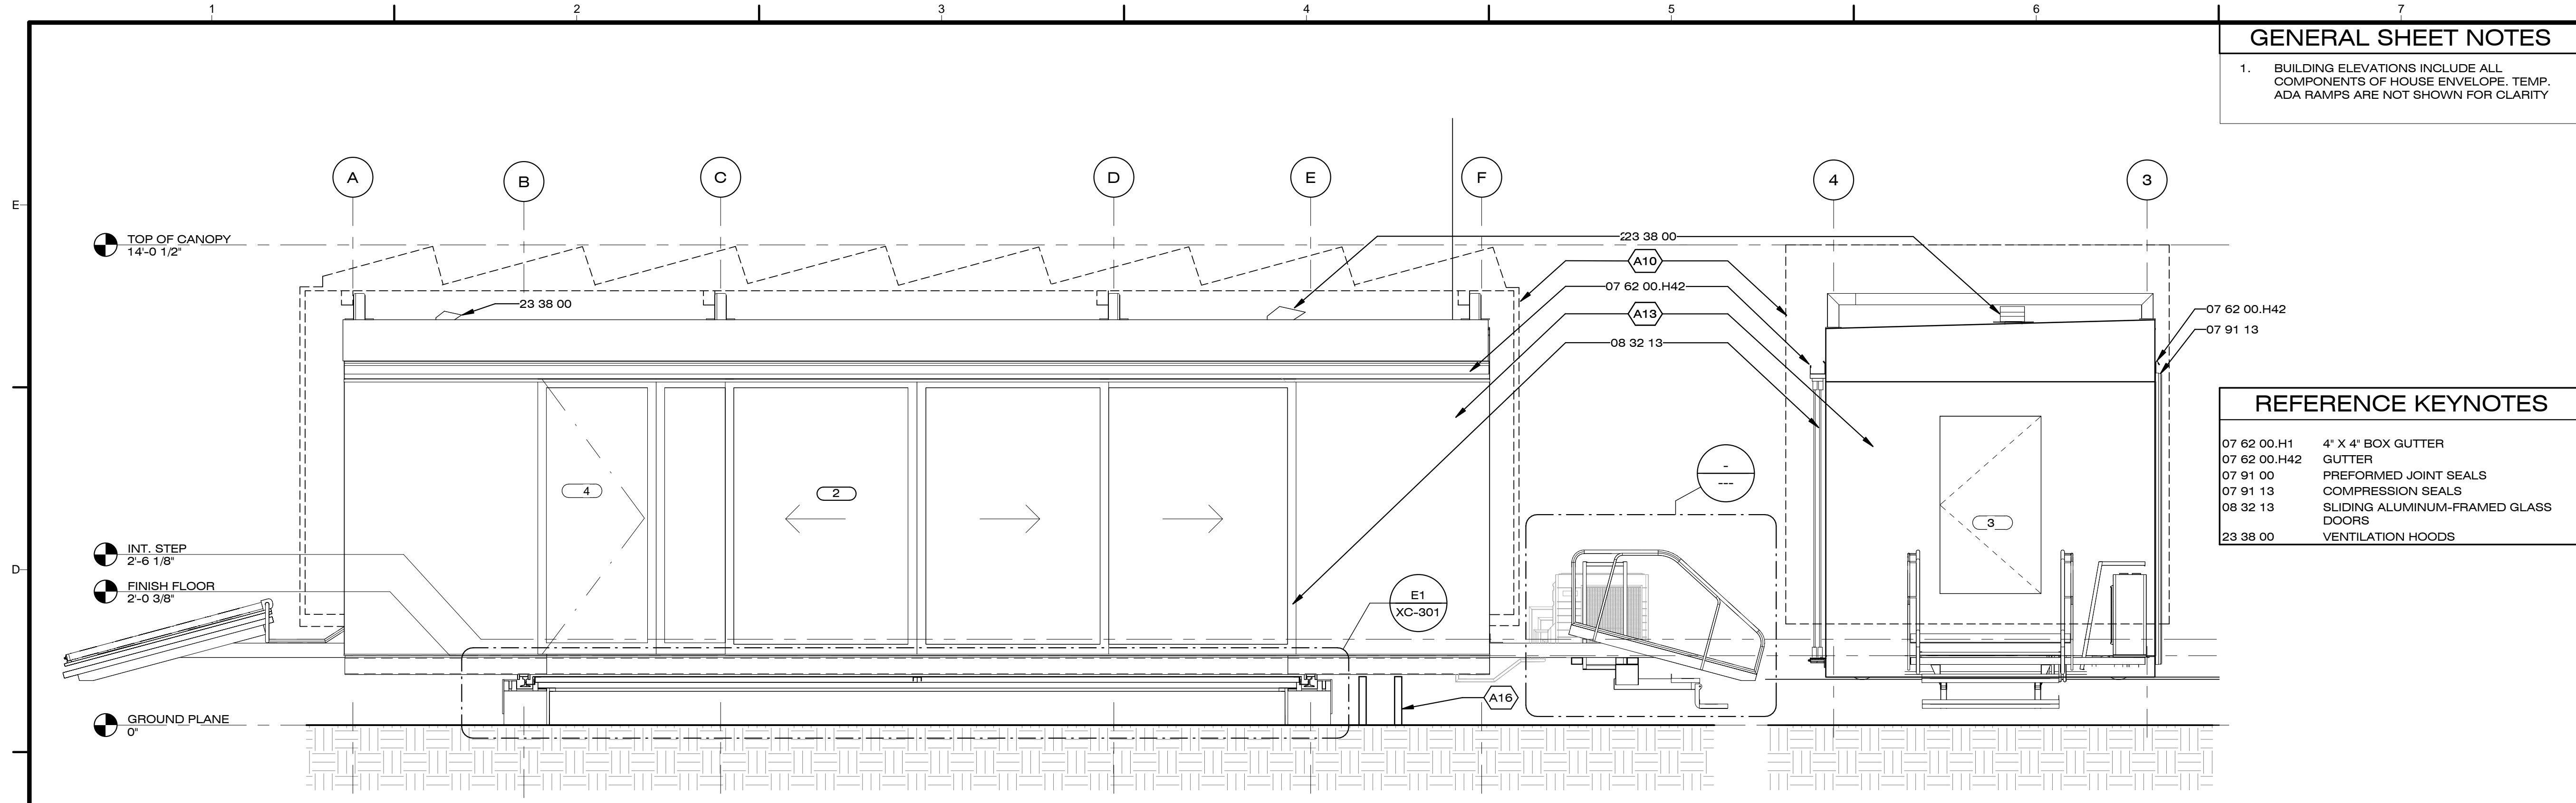 1 2 3 4 5 6 7
GENERAL SHEET NOTES
1. BUILDING ELEVATIONS INCLUDE ALL
COMPONENTS OF HOUSE ENVELOPE. TEMP.
ADA RAMPS ARE NOT SHOWN FOR CLARITY
A B C D E F 4 3
E
TOP OF CANOPY
14'-0 1/2"
23 38 00
A10
07 62 00.H42
23 38 00
A13
08 32 13
07 62 00.H42
07 91 13
REFERENCE KEYNOTES
07 62 00.H1 4" X 4" BOX GUTTER
07 62 00.H42 GUTTER
07 91 00 PREFORMED JOINT SEALS
07 91 13 COMPRESSION SEALS
08 32 13 SLIDING ALUMINUM-FRAMED GLASS
DOORS
23 38 00 VENTILATION HOODS
-
---
4
2
3
INT. STEP
2'-6 1/8"
D
FINISH FLOOR
2'-0 3/8"
E1
XC-301
A16
GROUND PLANE
0"